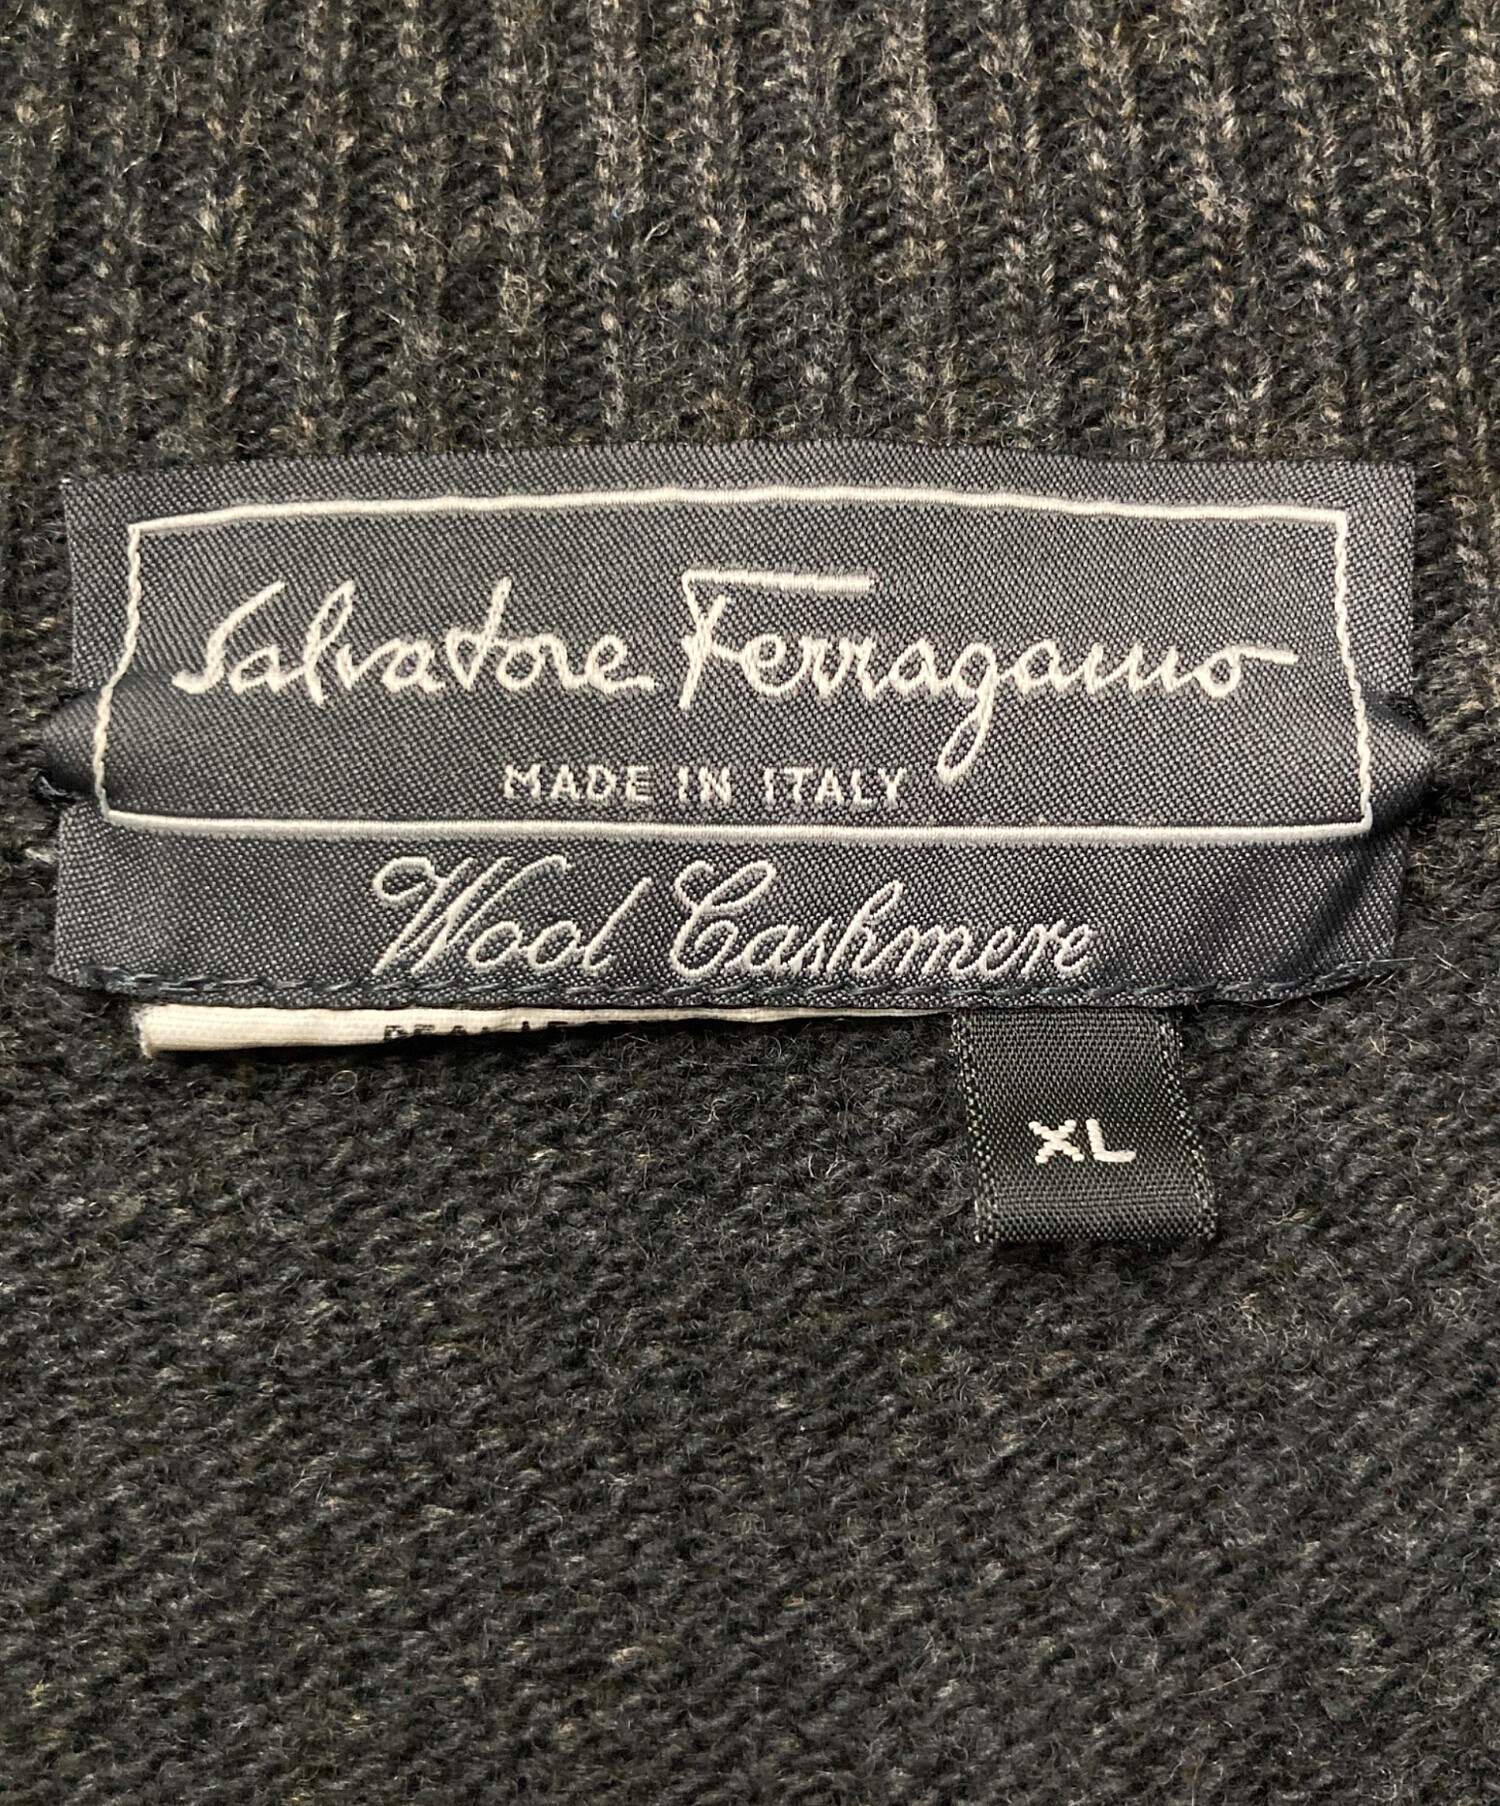 Salvatore Ferragamo
MADE IN ITALY
Wool Cashmere
XL